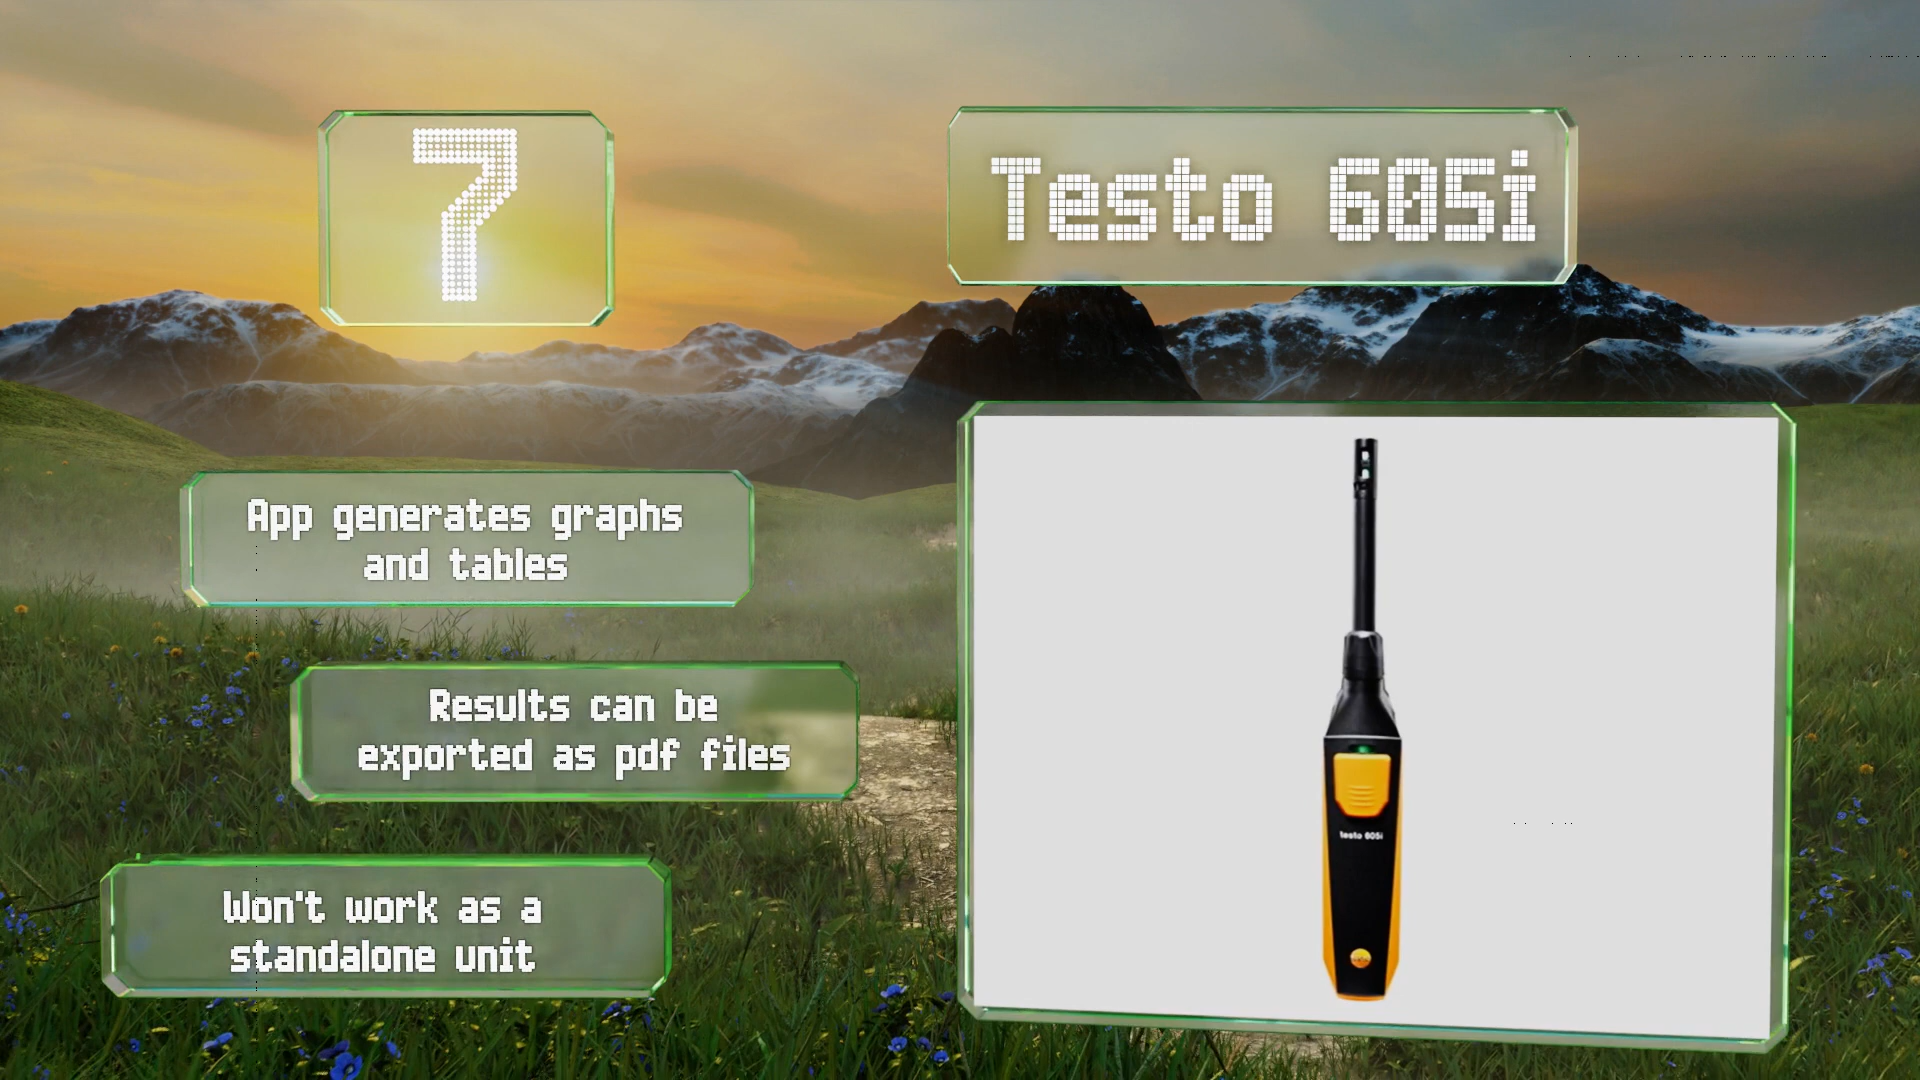 7
Testo 605i
App generates graphs
and tables
Results can be
exported as pdf files
Won't work as a
standalone unit
testo 605i